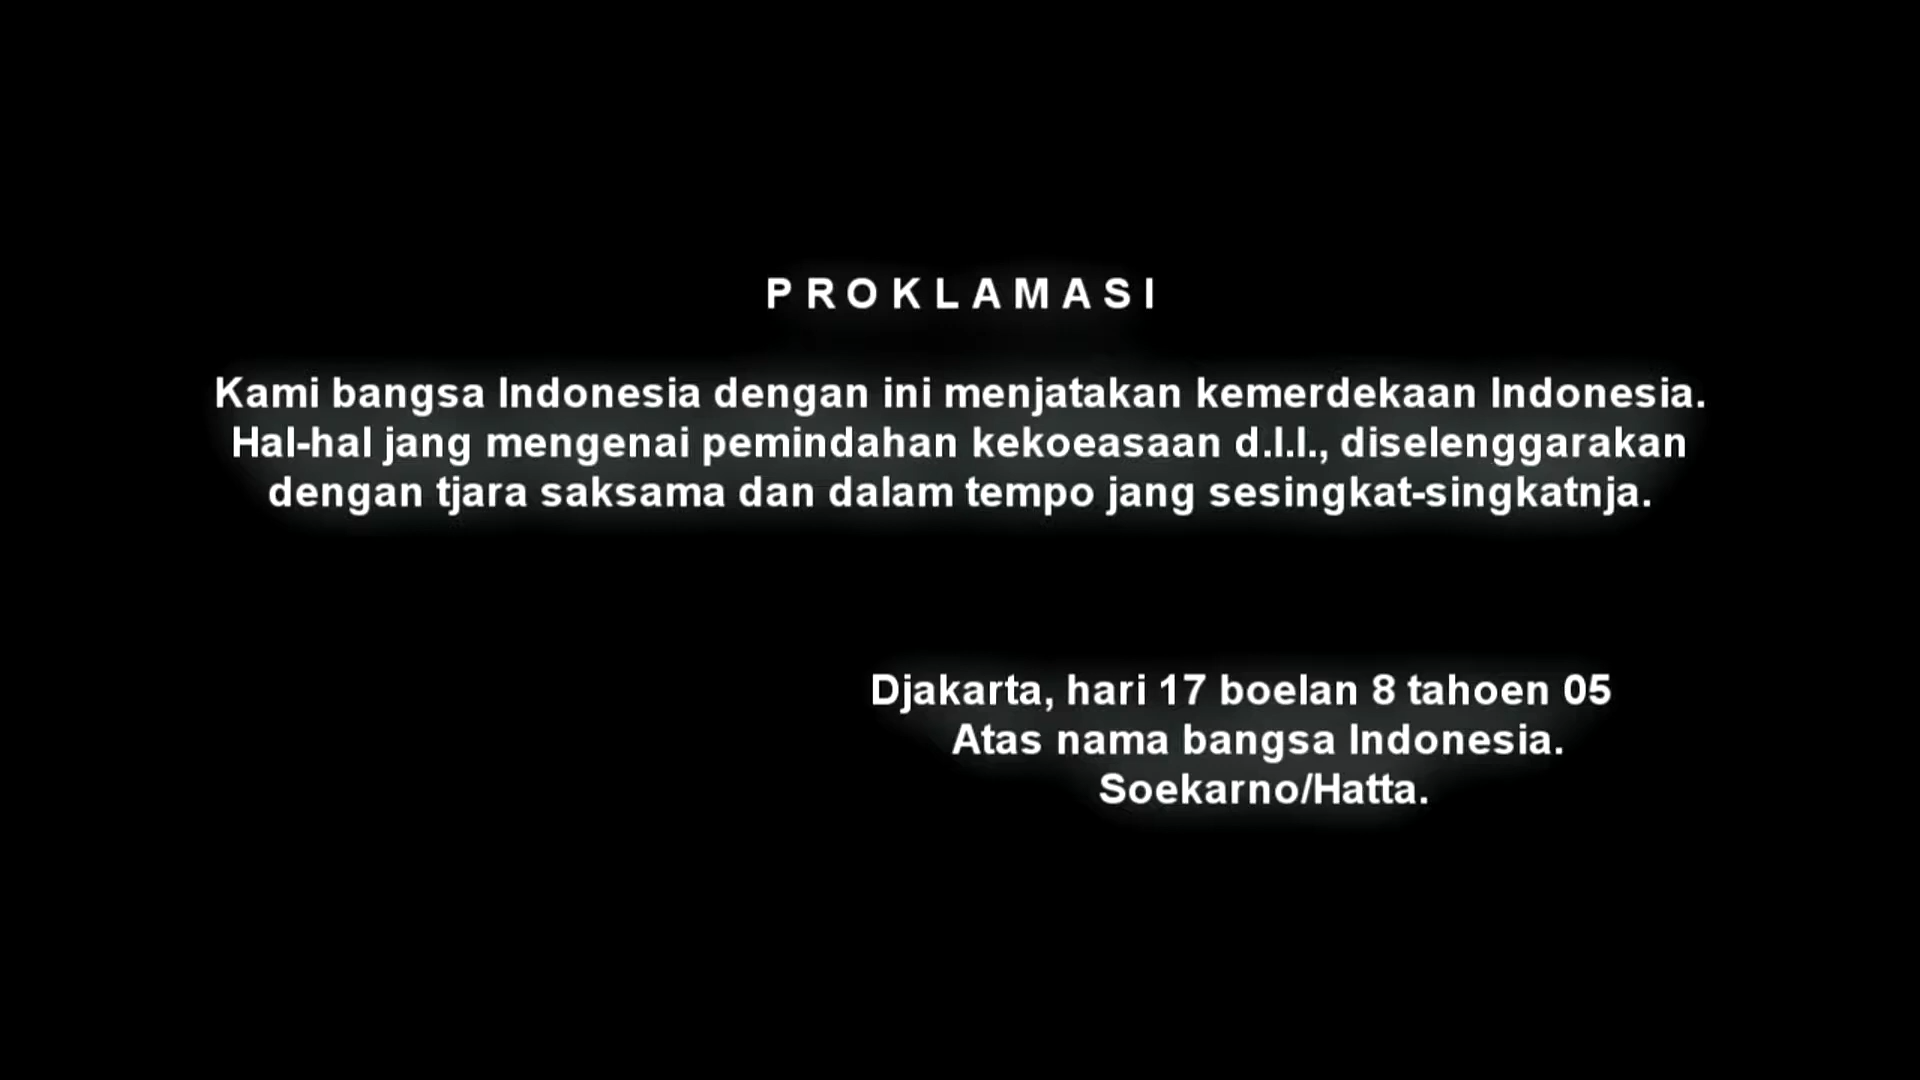 PROKLAMASI
Kami bangsa Indonesia dengan ini menjatakan kemerdekaan Indonesia.
Hal-hal jang mengenai pemindahan kekoeasaan d.l.l., diselenggarakan
dengan tjara saksama dan dalam tempo jang sesingkat-singkatnja.
Djakarta, hari 17 boelan 8 tahoen 05
Atas nama bangsa Indonesia.
Soekarno/Hatta.